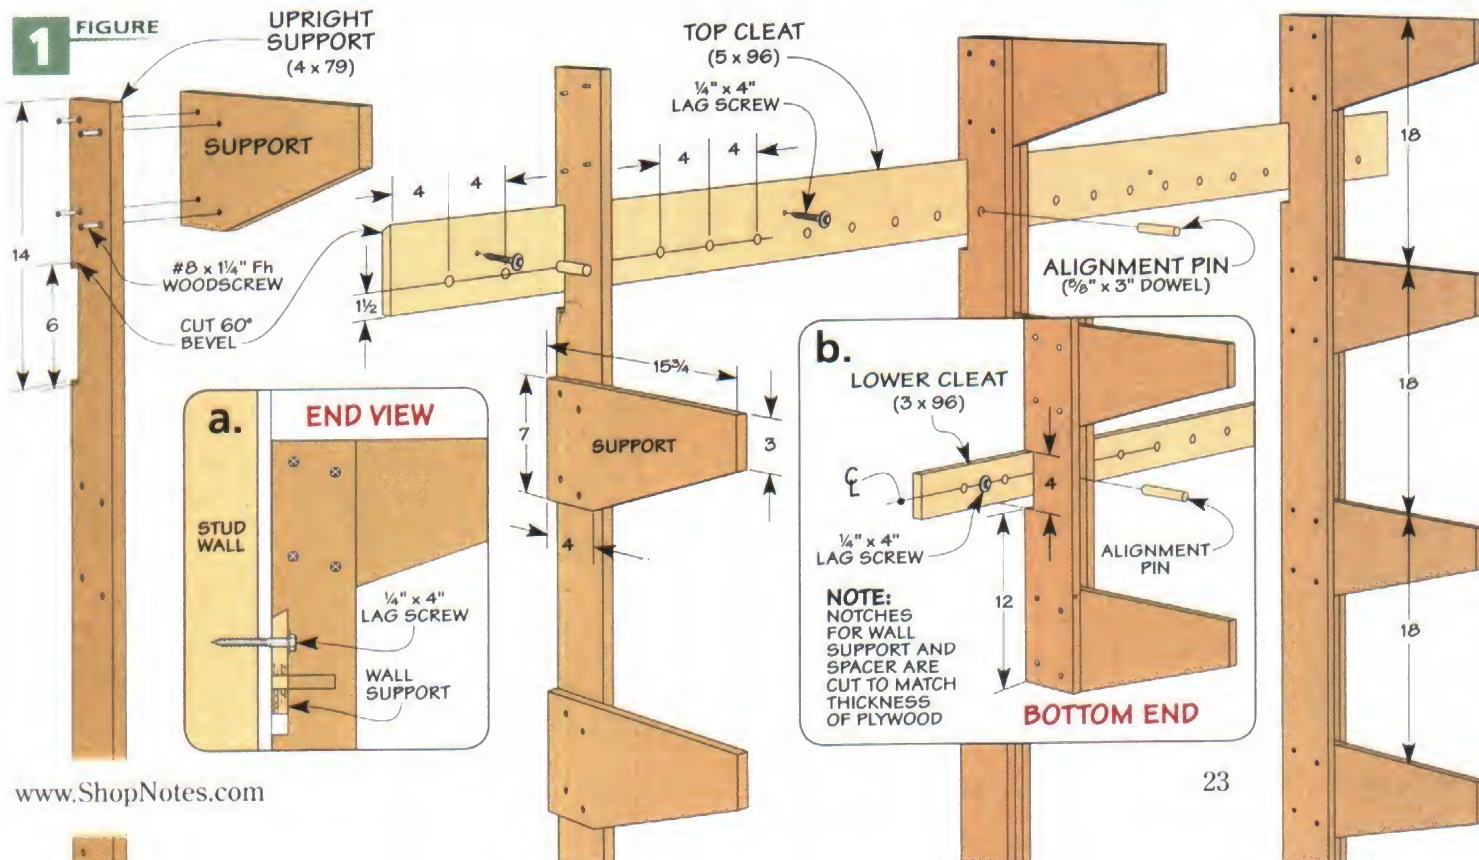 1 FIGURE
UPRIGHT
SUPPORT
(4 x 79)
SUPPORT
14
6
#8 x 1¼" Fh
WOODSCREW
CUT 60°
BEVEL
TOP CLEAT
(5 x 96)
¼" x 4"
LAG SCREW
4
4
4
4
1½
ALIGNMENT PIN
(⅝" x 3" DOWEL)
15¾
7
SUPPORT
3
4
18
18
18
a.
END VIEW
STUD
WALL
¼" x 4"
LAG SCREW
WALL
SUPPORT
b.
LOWER CLEAT
(3 x 96)
℄
4
¼" x 4"
LAG SCREW
ALIGNMENT
PIN
12
NOTE:
NOTCHES
FOR WALL
SUPPORT AND
SPACER ARE
CUT TO MATCH
THICKNESS
OF PLYWOOD
BOTTOM END
www.ShopNotes.com
23